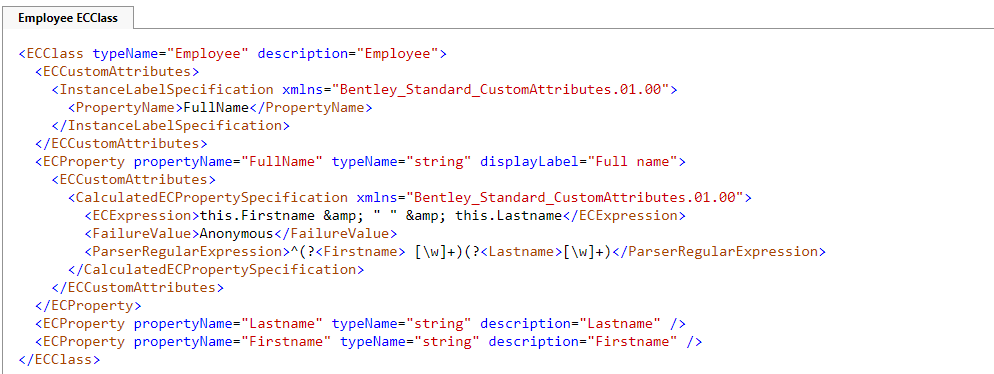 Employee ECClass
<ECClass typeName="Employee" description="Employee">
<ECCustomAttributes>
<InstanceLabelSpecification xmlns="Bentley_Standard_CustomAttributes.01.00">
<PropertyName>FullName</PropertyName>
</InstanceLabelSpecification>
</ECCustomAttributes>
<ECProperty propertyName="FullName" typeName="string" displayLabel="Full name">
<ECCustomAttributes>
<CalculatedECPropertySpecification xmlns="Bentley_Standard_CustomAttributes.01.00">
<ECExpression>this.Firstname &amp; " " &amp; this.Lastname</ECExpression>
<FailureValue>Anonymous</FailureValue>
<ParserRegularExpression>^(?<Firstname> [\w]+)(?<Lastname>[\w]+)</ParserRegularExpression>
</CalculatedECPropertySpecification>
</ECCustomAttributes>
</ECProperty>
<ECProperty propertyName="Lastname" typeName="string" description="Lastname" />
<ECProperty propertyName="Firstname" typeName="string" description="Firstname" />
</ECClass>